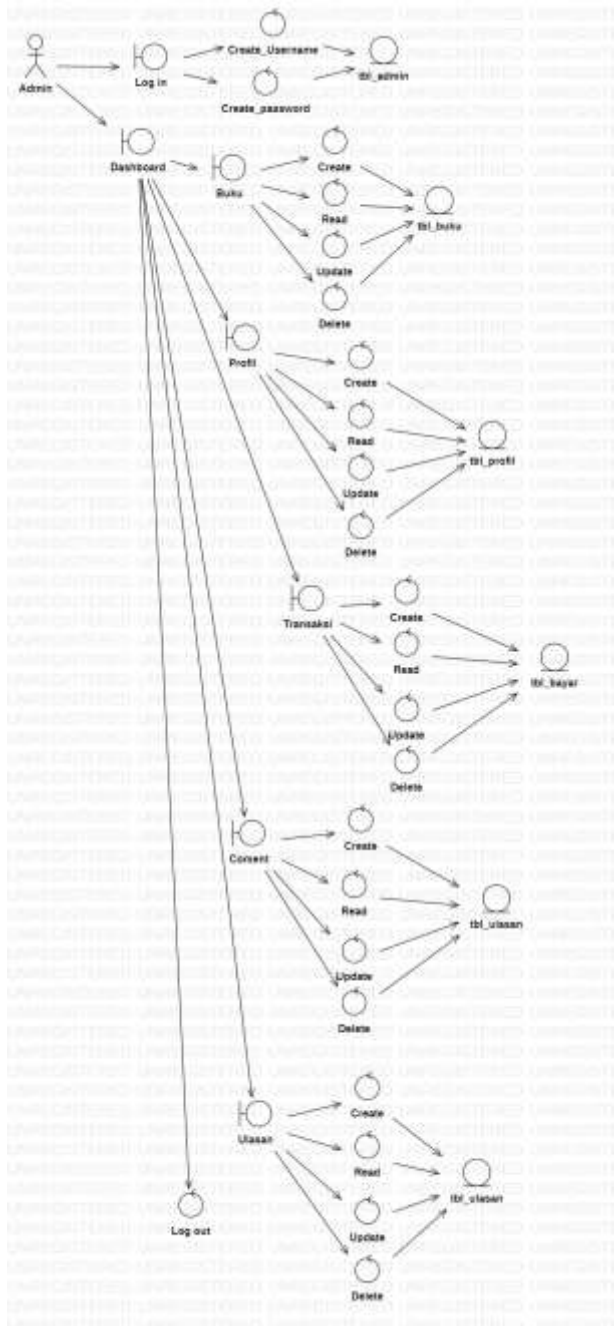 Create_Username
Admin
Log in
tbl_admin
Create_password
Dashboard
Create
Buku
Read
tbl_buku
Update
Delete
Profil
Create
Read
tbl_profil
Update
Delete
Create
Transaksi
Read
tbl_bayar
Update
Delete
Create
Coment
Read
tbl_ulasan
Update
Delete
Create
Ulasan
Read
tbl_ulasan
Log out
Update
Delete